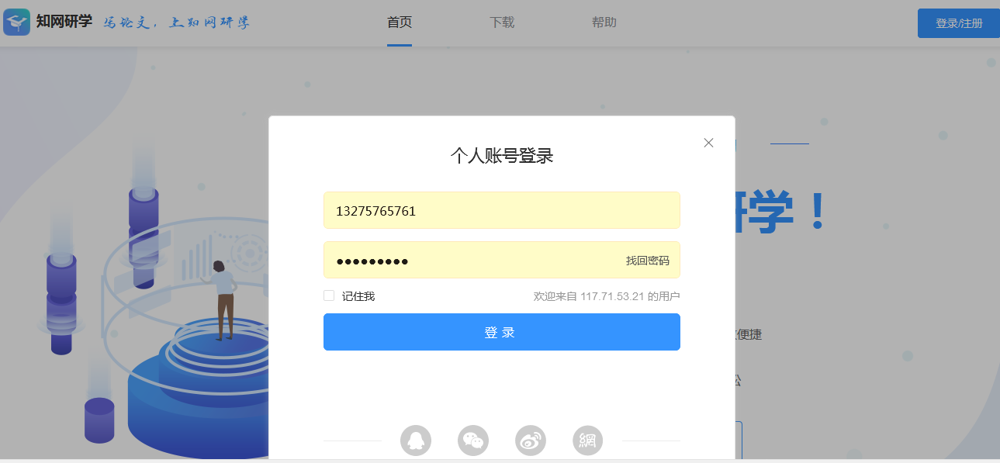 知网研学 写论文，上知网研学 首页 下载 帮助 登录/注册
个人账号登录
研学！
13275765761
●●●●●●●●● 找回密码
记住我 欢迎来自 117.71.53.21 的用户
登 录
便捷
網